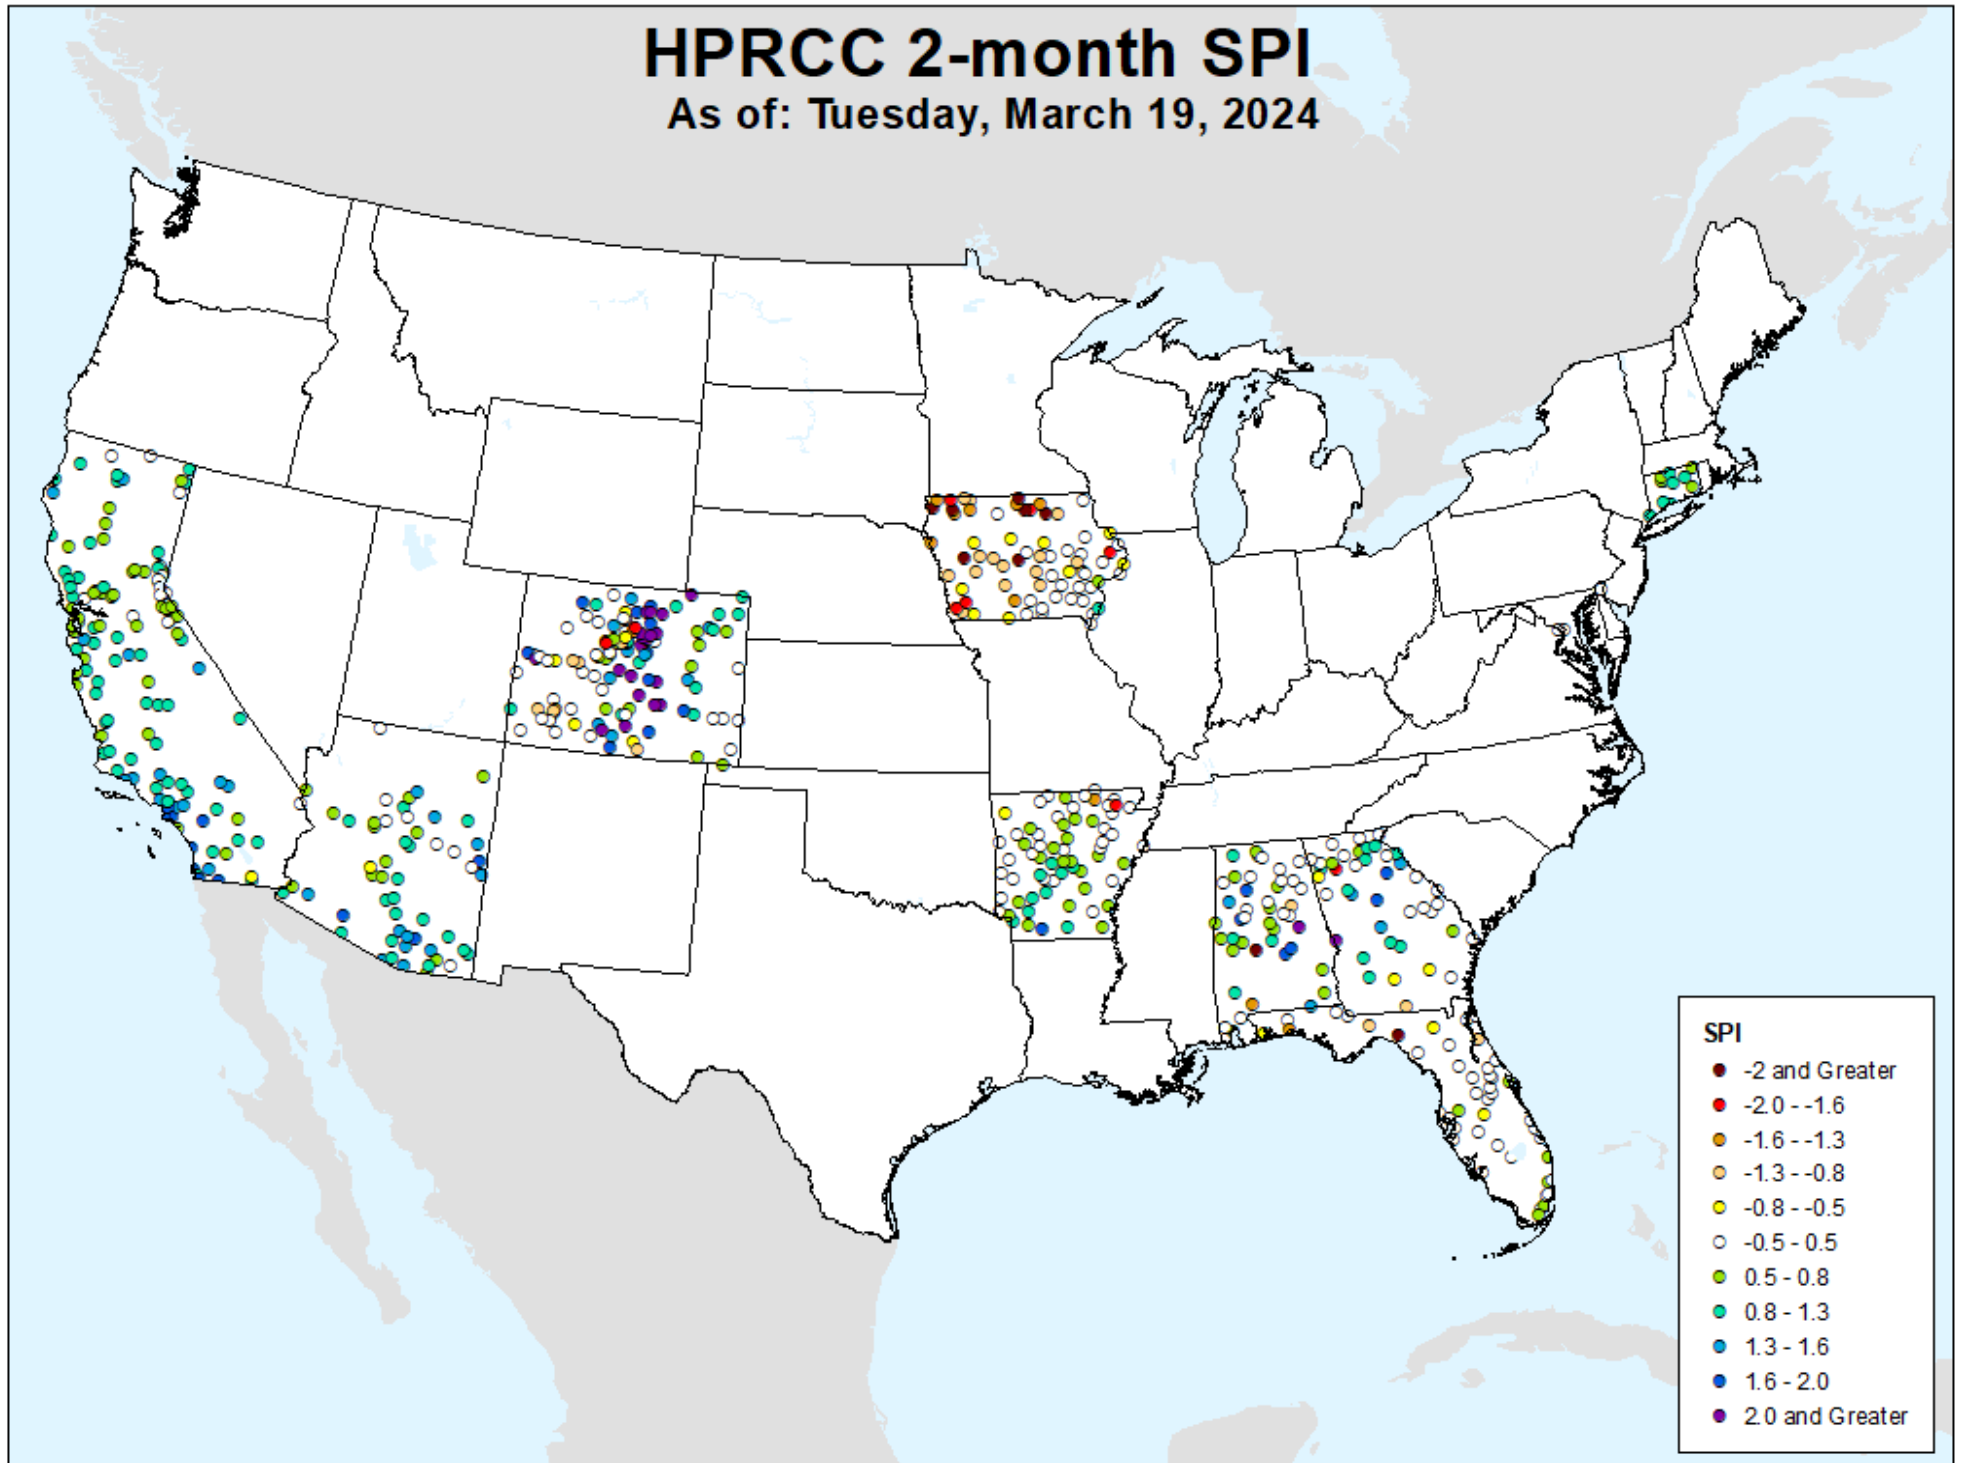 HPRCC 2-month SPI
As of: Tuesday, March 19, 2024
SPI
-2 and Greater
-2.0 - -1.6
-1.6 - -1.3
-1.3 - -0.8
-0.8 - -0.5
-0.5 - 0.5
0.5 - 0.8
0.8 - 1.3
1.3 - 1.6
1.6 - 2.0
2.0 and Greater